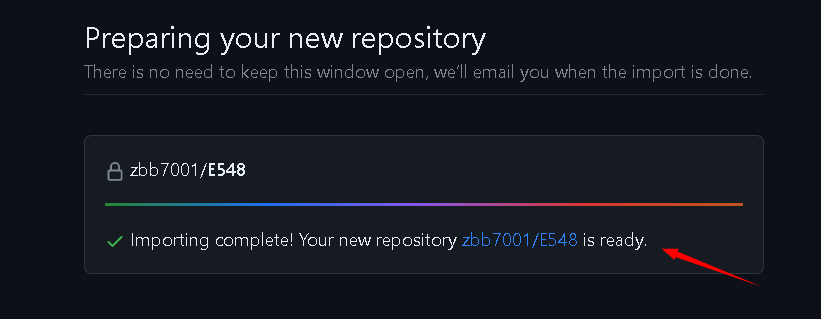 Preparing your new repository
There is no need to keep this window open, we'll email you when the import is done.
zbb7001/E548
Importing complete! Your new repository zbb7001/E548 is ready.